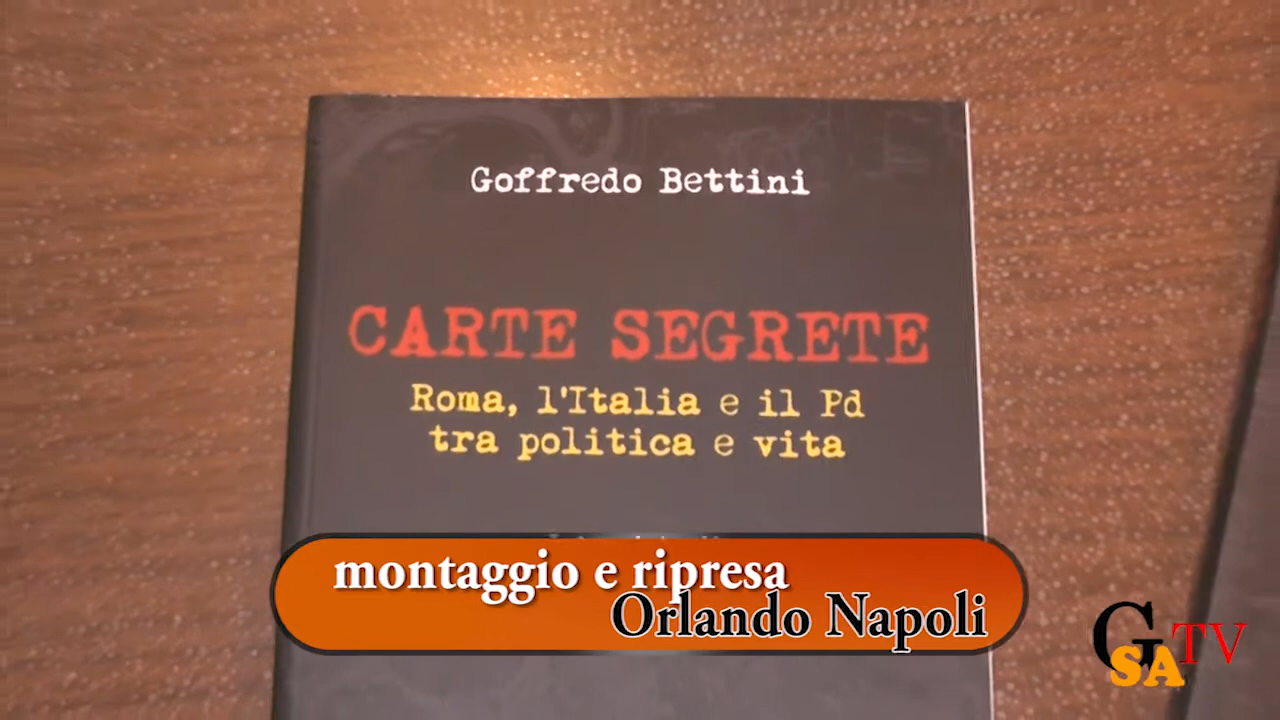 Goffredo Bettini
CARTE SEGRETE
Roma, l'Italia e il Pd
tra politica e vita
montaggio e ripresa
Orlando Napoli
G
SA TV